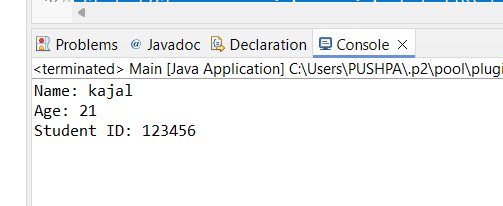 Problems @ Javadoc Declaration Console
<terminated> Main [Java Application] C:\Users\PUSHPA\.p2\pool\plugi
Name: kajal
Age: 21
Student ID: 123456